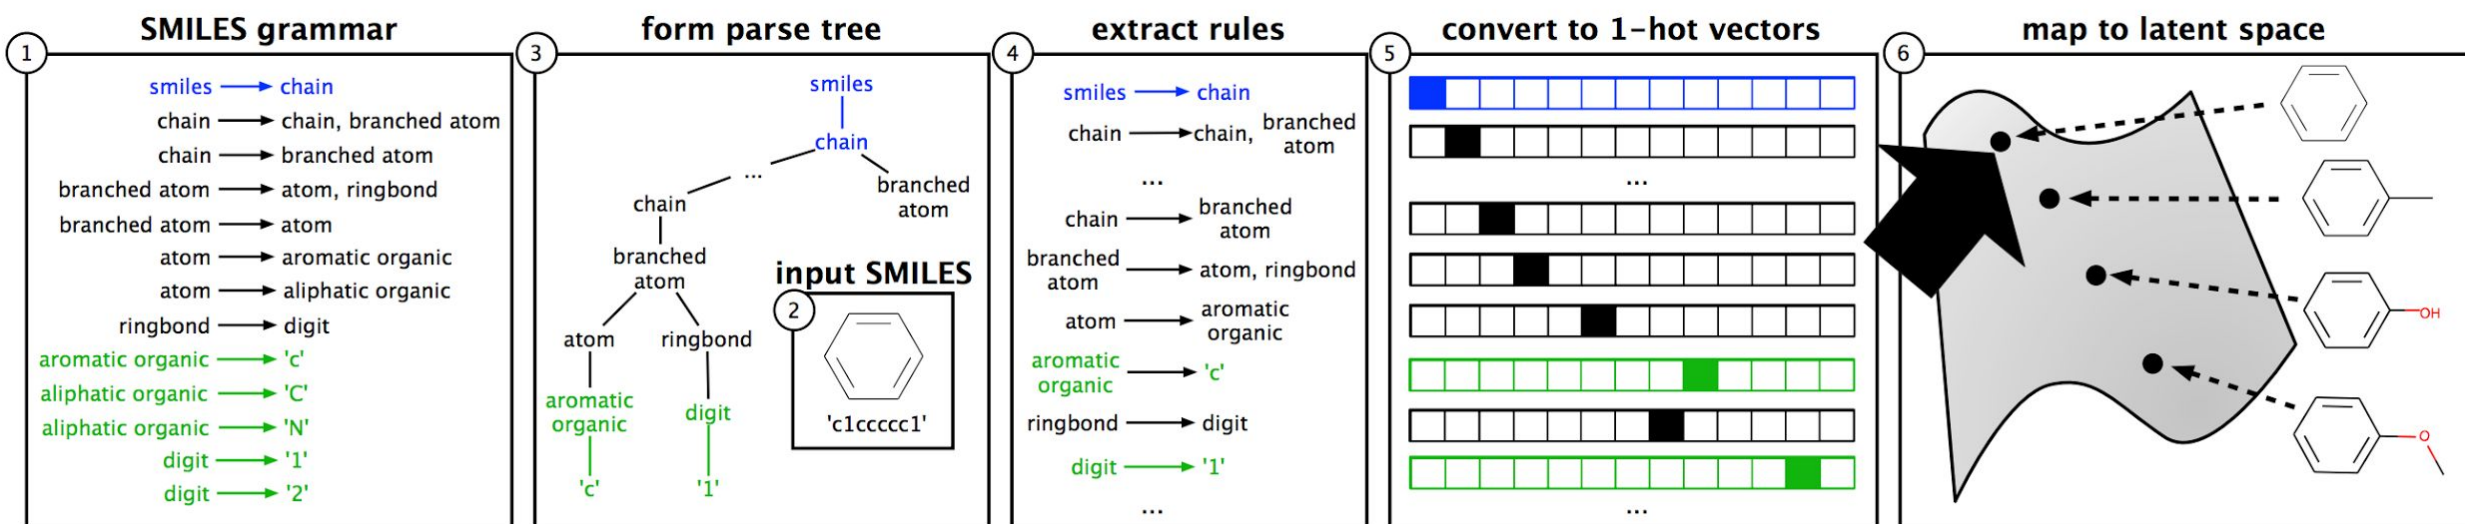 SMILES grammar
1
smiles → chain
chain → chain, branched atom
chain → branched atom
branched atom → atom, ringbond
branched atom → atom
atom → aromatic organic
atom → aliphatic organic
ringbond → digit
aromatic organic → 'c'
aliphatic organic → 'C'
aliphatic organic → 'N'
digit → '1'
digit → '2'
form parse tree
3
smiles
chain
...
branched
atom
chain
branched
atom
atom
ringbond
aromatic
organic
digit
'c'
'1'
input SMILES
2
'c1ccccc1'
extract rules
4
smiles → chain
chain → chain, branched
atom
...
chain → branched
atom
branched
atom → atom, ringbond
atom → aromatic
organic
aromatic
organic → 'c'
ringbond → digit
digit → '1'
...
convert to 1-hot vectors
5
...
...
map to latent space
6
OH
O